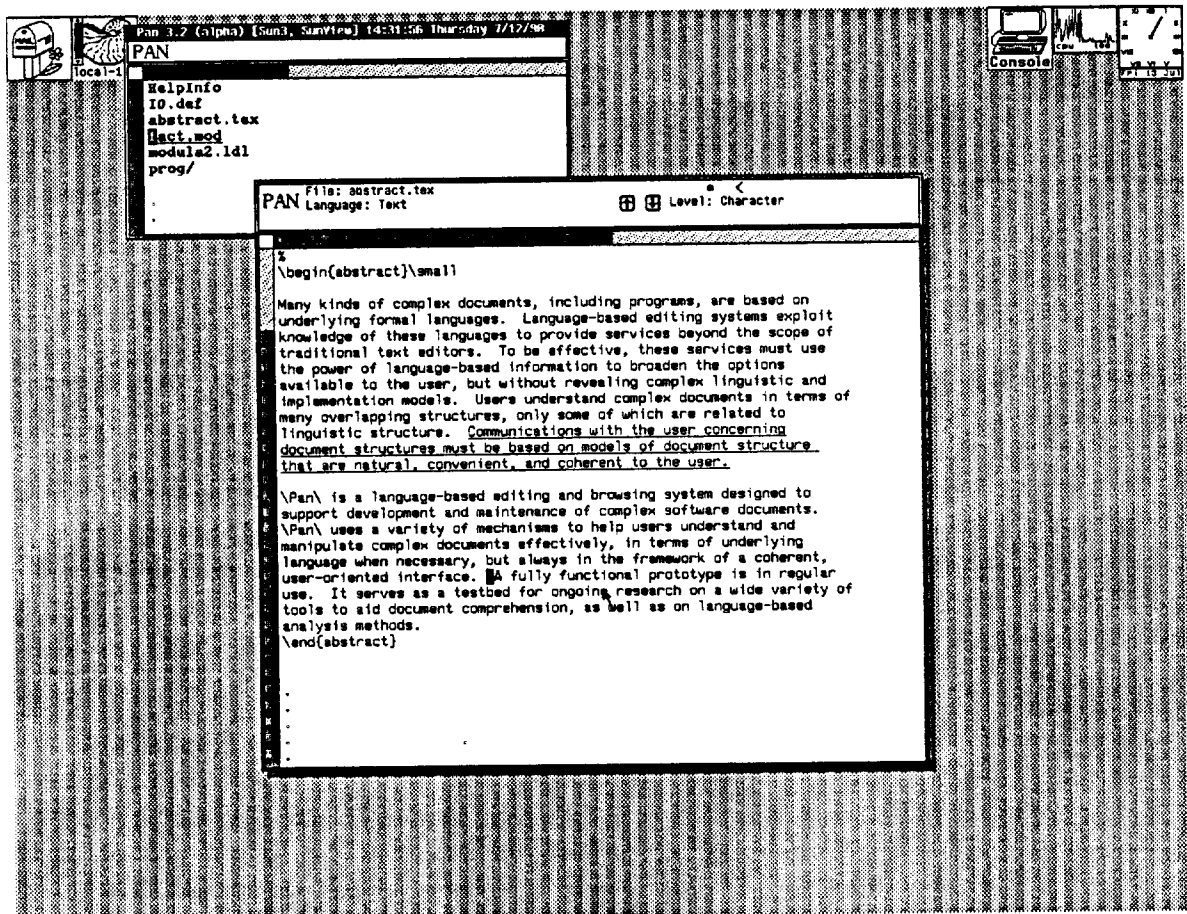 Pan 3.2 (alpha) [Sun3, SunView] 14:31:56 Thursday 7/12/90
PAN
HelpInfo
IO.def
abstract.tex
fact.mod
modula2.ldl
prog/
local-1
Console
cpu 100
Fri 13 Jul
PAN
File: abstract.tex
Language: Text
Level: Character
%
\begin{abstract}\small
Many kinds of complex documents, including programs, are based on
underlying formal languages.  Language-based editing systems exploit
knowledge of these languages to provide services beyond the scope of
traditional text editors.  To be effective, these services must use
the power of language-based information to broaden the options
available to the user, but without revealing complex linguistic and
implementation models.  Users understand complex documents in terms of
many overlapping structures, only some of which are related to
linguistic structure.  Communications with the user concerning
document structures must be based on models of document structure
that are natural, convenient, and coherent to the user.
\Pan\ is a language-based editing and browsing system designed to
support development and maintenance of complex software documents.
\Pan\ uses a variety of mechanisms to help users understand and
manipulate complex documents effectively, in terms of underlying
language when necessary, but always in the framework of a coherent,
user-oriented interface.  A fully functional prototype is in regular
use.  It serves as a testbed for ongoing research on a wide variety of
tools to aid document comprehension, as well as on language-based
analysis methods.
\end{abstract}